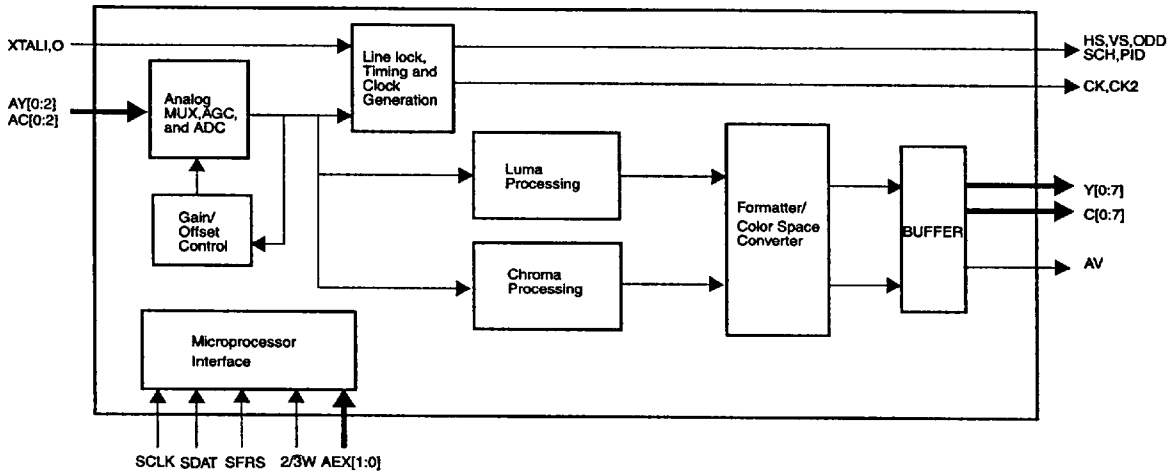 XTALI,O
AY[0:2]
AC[0:2]
Analog
MUX,AGC,
and ADC
Gain/
Offset
Control
Line lock,
Timing and
Clock
Generation
HS,VS,ODD
SCH,PID
CK,CK2
Luma
Processing
Chroma
Processing
Formatter/
Color Space
Converter
BUFFER
Y[0:7]
C[0:7]
AV
Microprocessor
Interface
SCLK SDAT SFRS 2/3W AEX[1:0]